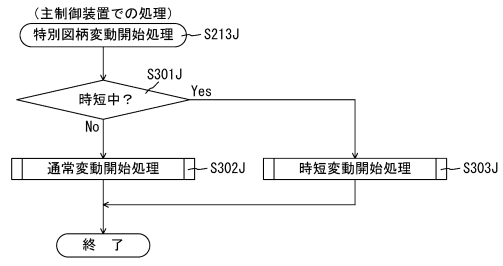 (主制御装置での処理)
特別図柄変動開始処理
S213J
S301J
時短中？
Yes
No
通常変動開始処理
S302J
時短変動開始処理
S303J
終　了